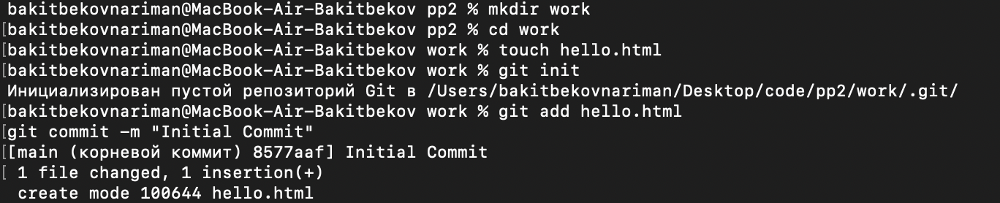 bakitbekovnariman@MacBook-Air-Bakitbekov pp2 % mkdir work
[bakitbekovnariman@MacBook-Air-Bakitbekov pp2 % cd work
[bakitbekovnariman@MacBook-Air-Bakitbekov work % touch hello.html
[bakitbekovnariman@MacBook-Air-Bakitbekov work % git init
Инициализирован пустой репозиторий Git в /Users/bakitbekovnariman/Desktop/code/pp2/work/.git/
[bakitbekovnariman@MacBook-Air-Bakitbekov work % git add hello.html
[git commit -m "Initial Commit"
[[main (корневой коммит) 8577aaf] Initial Commit
[ 1 file changed, 1 insertion(+)
create mode 100644 hello.html